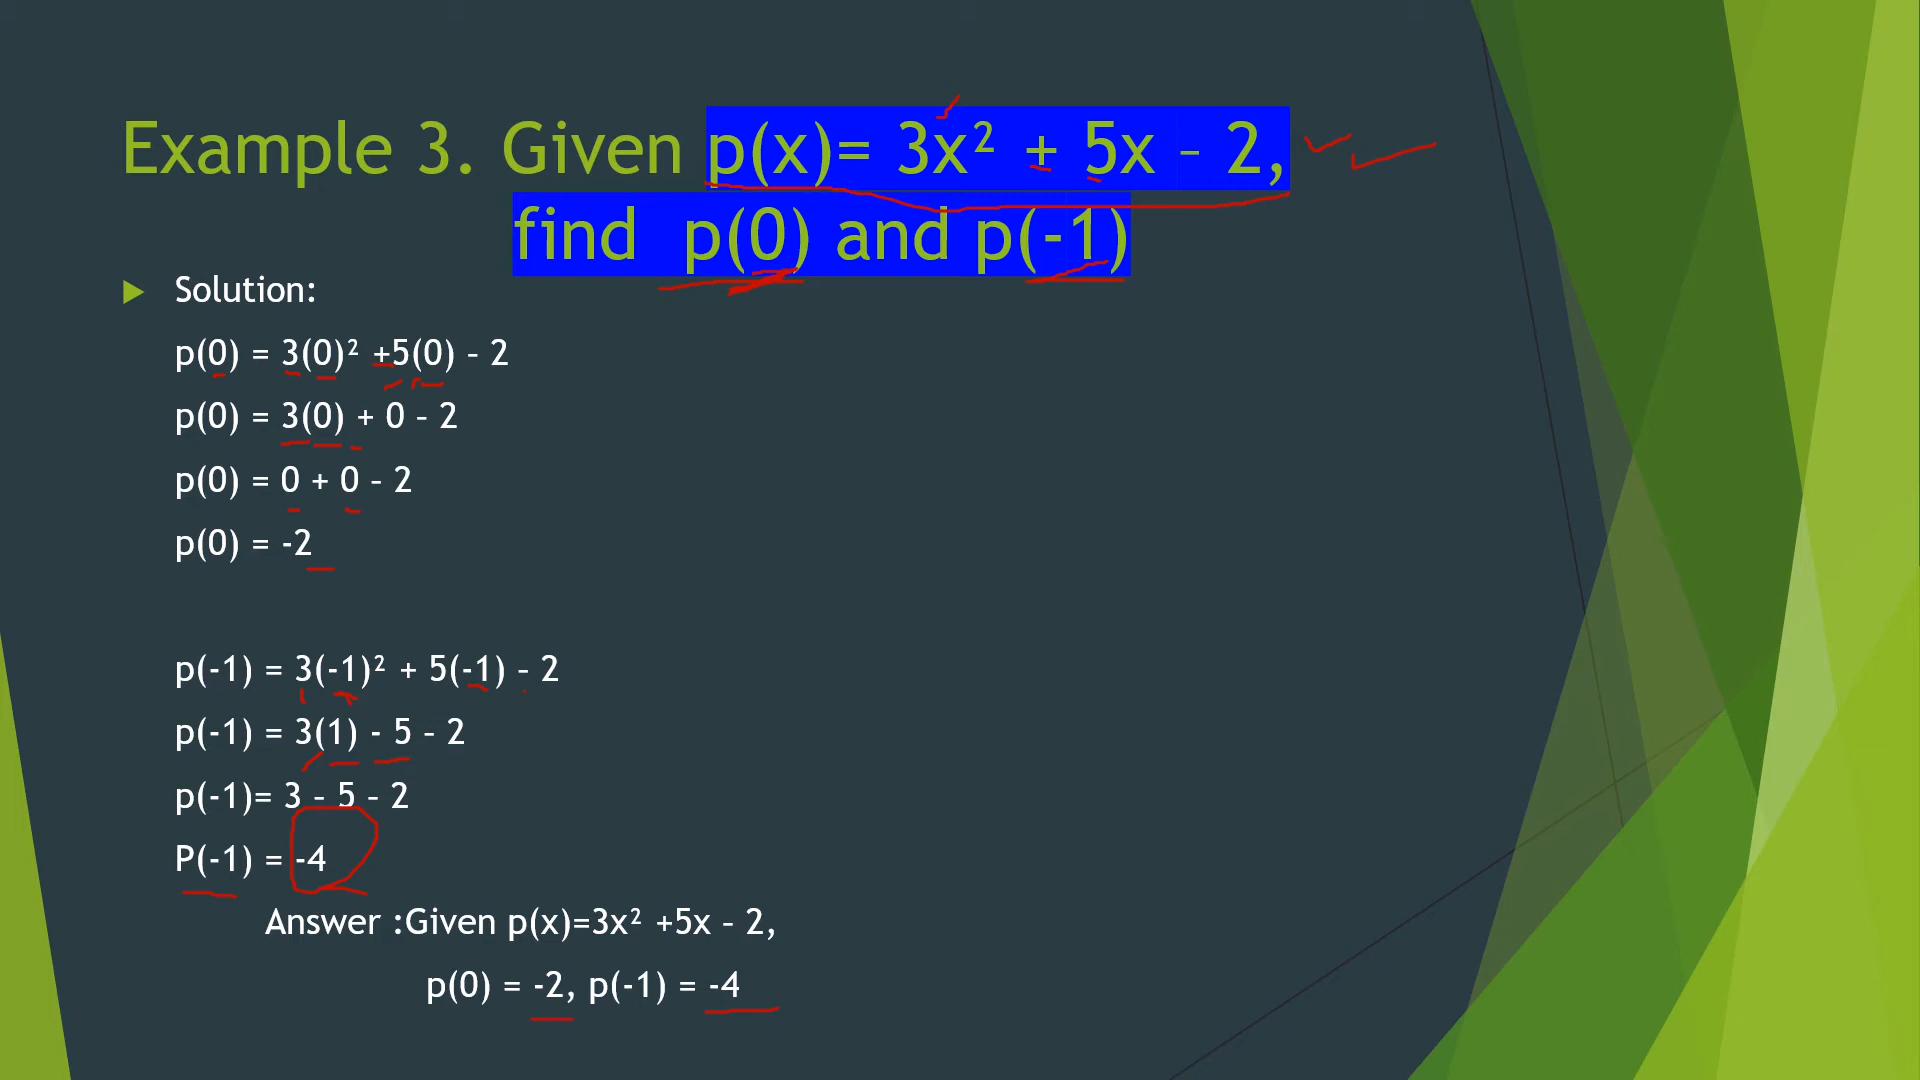 Example 3. Given p(x)= 3x² + 5x – 2,
find p(0) and p(-1)
Solution:
p(0) = 3(0)² +5(0) – 2
p(0) = 3(0) + 0 – 2
p(0) = 0 + 0 – 2
p(0) = -2
p(-1) = 3(-1)² + 5(-1) – 2
p(-1) = 3(1) - 5 – 2
p(-1)= 3 – 5 – 2
P(-1) = -4
Answer :Given p(x)=3x² +5x – 2,
p(0) = -2, p(-1) = -4